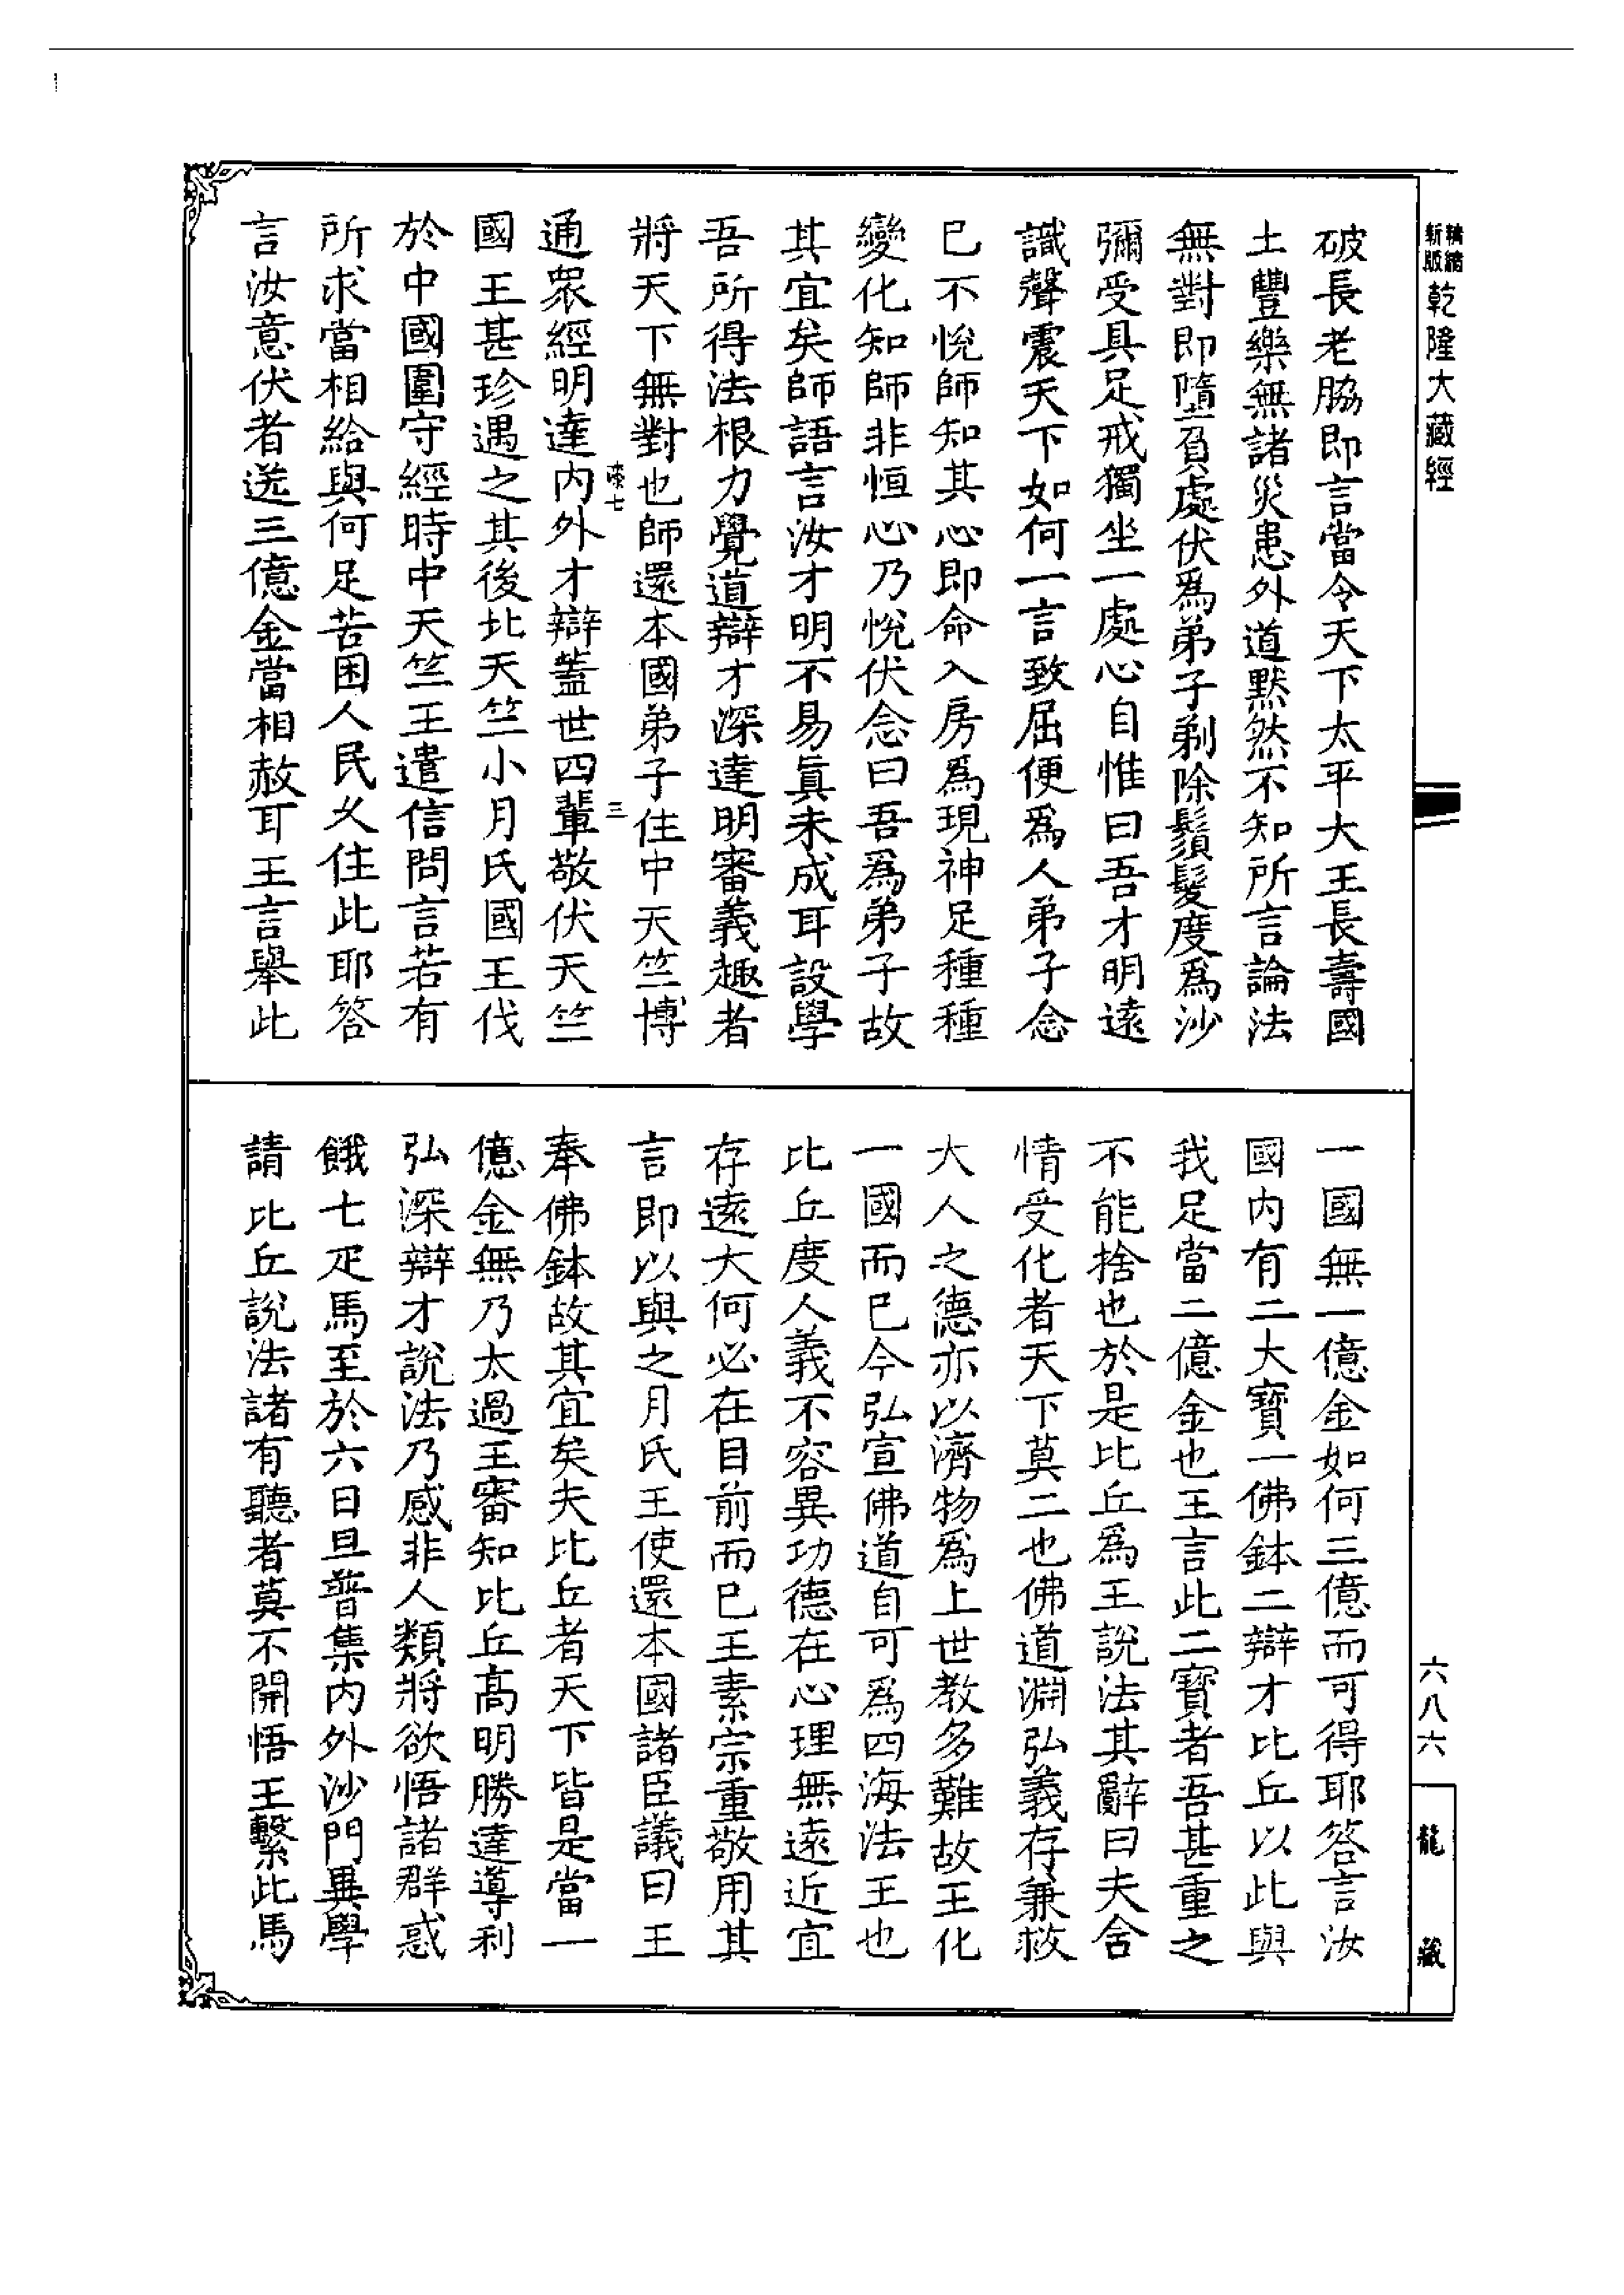 精繕
新版
乾隆大藏經
破長老脇即言當令天下太平大王長壽國
土豐樂無諸災患外道默然不知所言論法
無對即墮負處伏爲弟子剃除鬚髮度爲沙
彌受具足戒獨坐一處心自惟曰吾才明遠
識聲震天下如何一言致屈便爲人弟子念
已不悅師知其心即命入房爲現神足種種
變化知師非恒心乃悅伏念曰吾爲弟子故
其宜矣師語言汝才明不易眞未成耳設學
吾所得法根力覺道辯才深達明審義趣者
將天下無對也師還本國弟子住中天竺博
三
通衆經明達內外才辯蓋世四輩敬伏天竺
國王甚珍遇之其後北天竺小月氏國王伐
於中國圍守經時中天竺王遣信問言若有
所求當相給與何足苦困人民久住此耶答
言汝意伏者送三億金當相赦耳王言舉此
一國無一億金如何三億而可得耶答言汝
國內有二大寶一佛鉢二辯才比丘以此與
我足當二億金也王言此二寶者吾甚重之
不能捨也於是比丘爲王說法其辭曰夫含
情受化者天下莫二也佛道淵弘義存兼救
大人之德亦以濟物爲上世教多難故王化
一國而已今弘宣佛道自可爲四海法王也
比丘度人義不容異功德在心理無遠近宜
存遠大何必在目前而已王素宗重敬用其
言即以與之月氏王使還本國諸臣議曰王
奉佛鉢故其宜矣夫比丘者天下皆是當一
億金無乃太過王審知比丘高明勝達導利
弘深辯才說法乃感非人類將欲悟諸群惑
餓七疋馬至於六日旦普集內外沙門異學
請比丘說法諸有聽者莫不開悟王繫此馬
六八六
龍藏